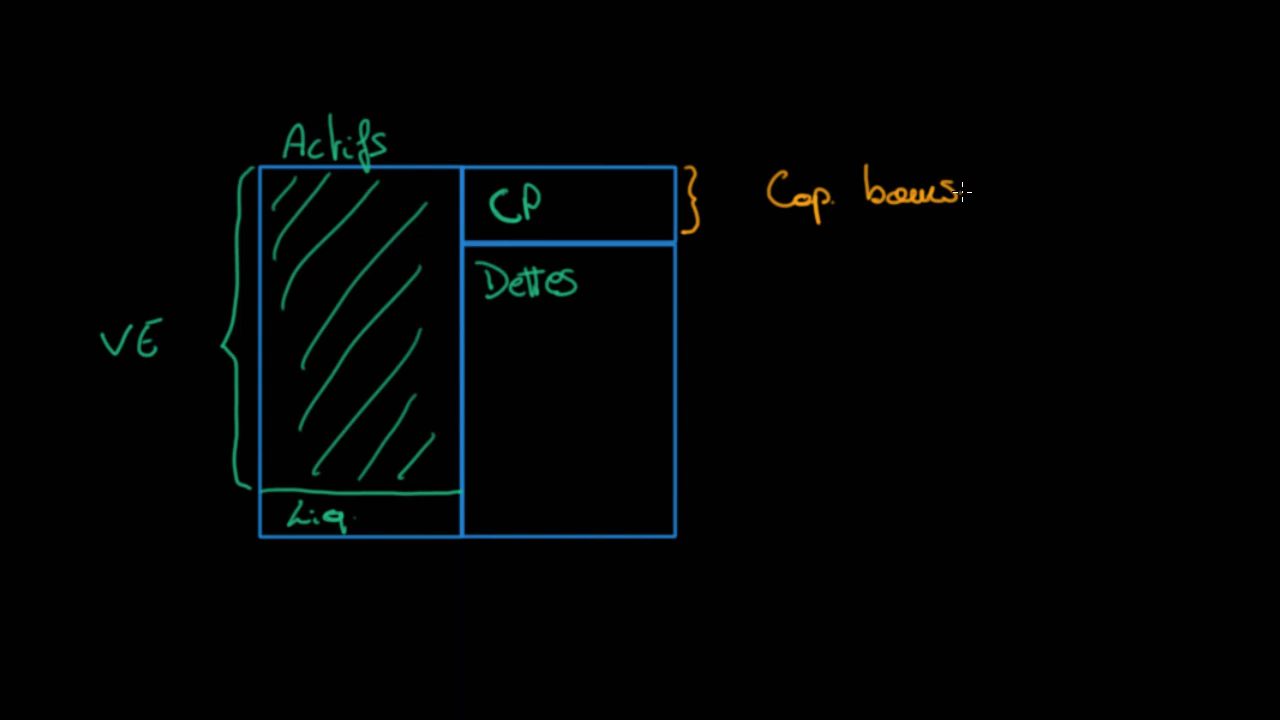 Actifs
CP
Cap. bours
Dettes
VE
Liq.